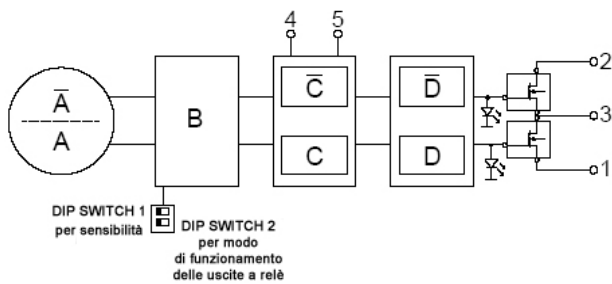 4 5
2
A̅ C̅ D̅
B 3
A C D
1
DIP SWITCH 1
per sensibilità
DIP SWITCH 2
per modo
di funzionamento
delle uscite a relè